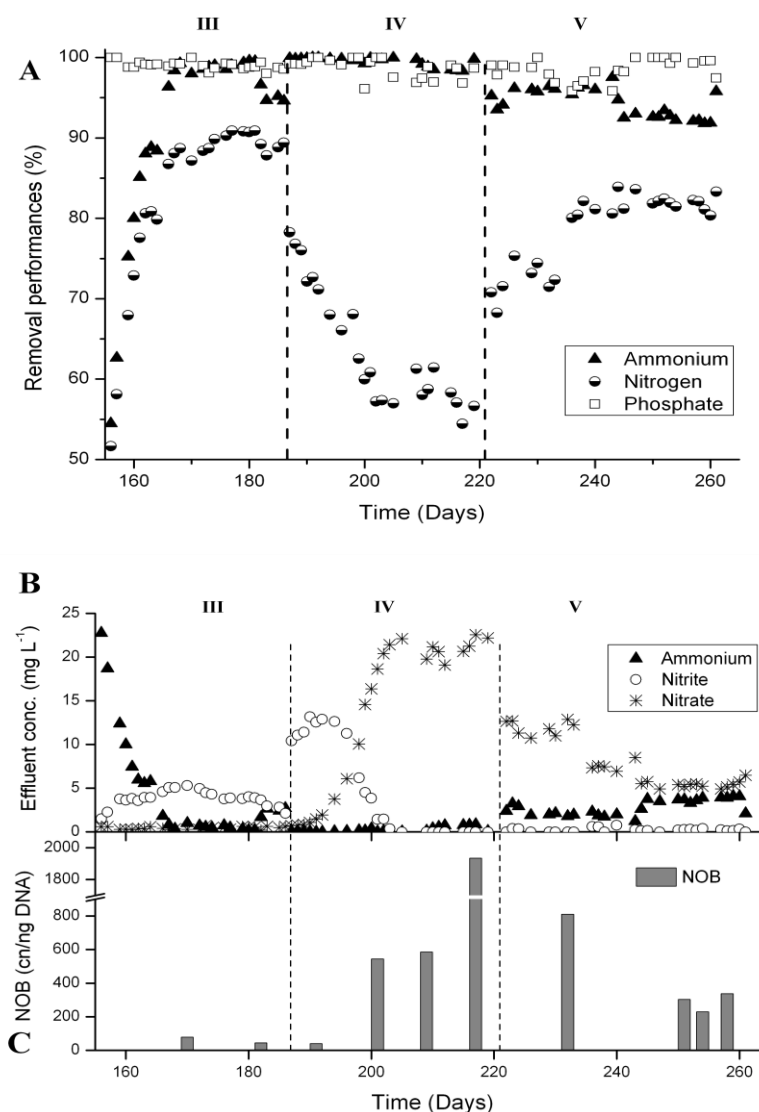 III IV V
A
100
90
80
70
60
50
Removal performances (%)
Ammonium
Nitrogen
Phosphate
160 180 200 220 240 260
Time (Days)
B
III IV V
25
20
15
10
5
0
Effluent conc. (mg L⁻¹)
Ammonium
Nitrite
Nitrate
2000
1800
800
600
400
200
0
NOB (cn/ng DNA)
NOB
C
160 180 200 220 240 260
Time (Days)